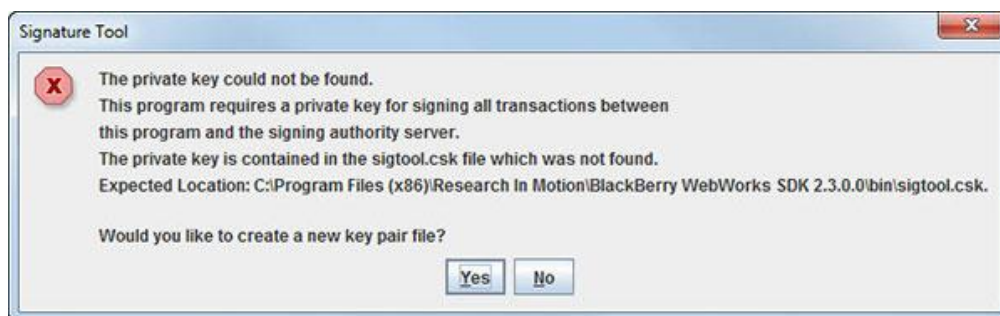 Signature Tool
The private key could not be found.
This program requires a private key for signing all transactions between
this program and the signing authority server.
The private key is contained in the sigtool.csk file which was not found.
Expected Location: C:\Program Files (x86)\Research In Motion\BlackBerry WebWorks SDK 2.3.0.0\bin\sigtool.csk.
Would you like to create a new key pair file?
Yes No